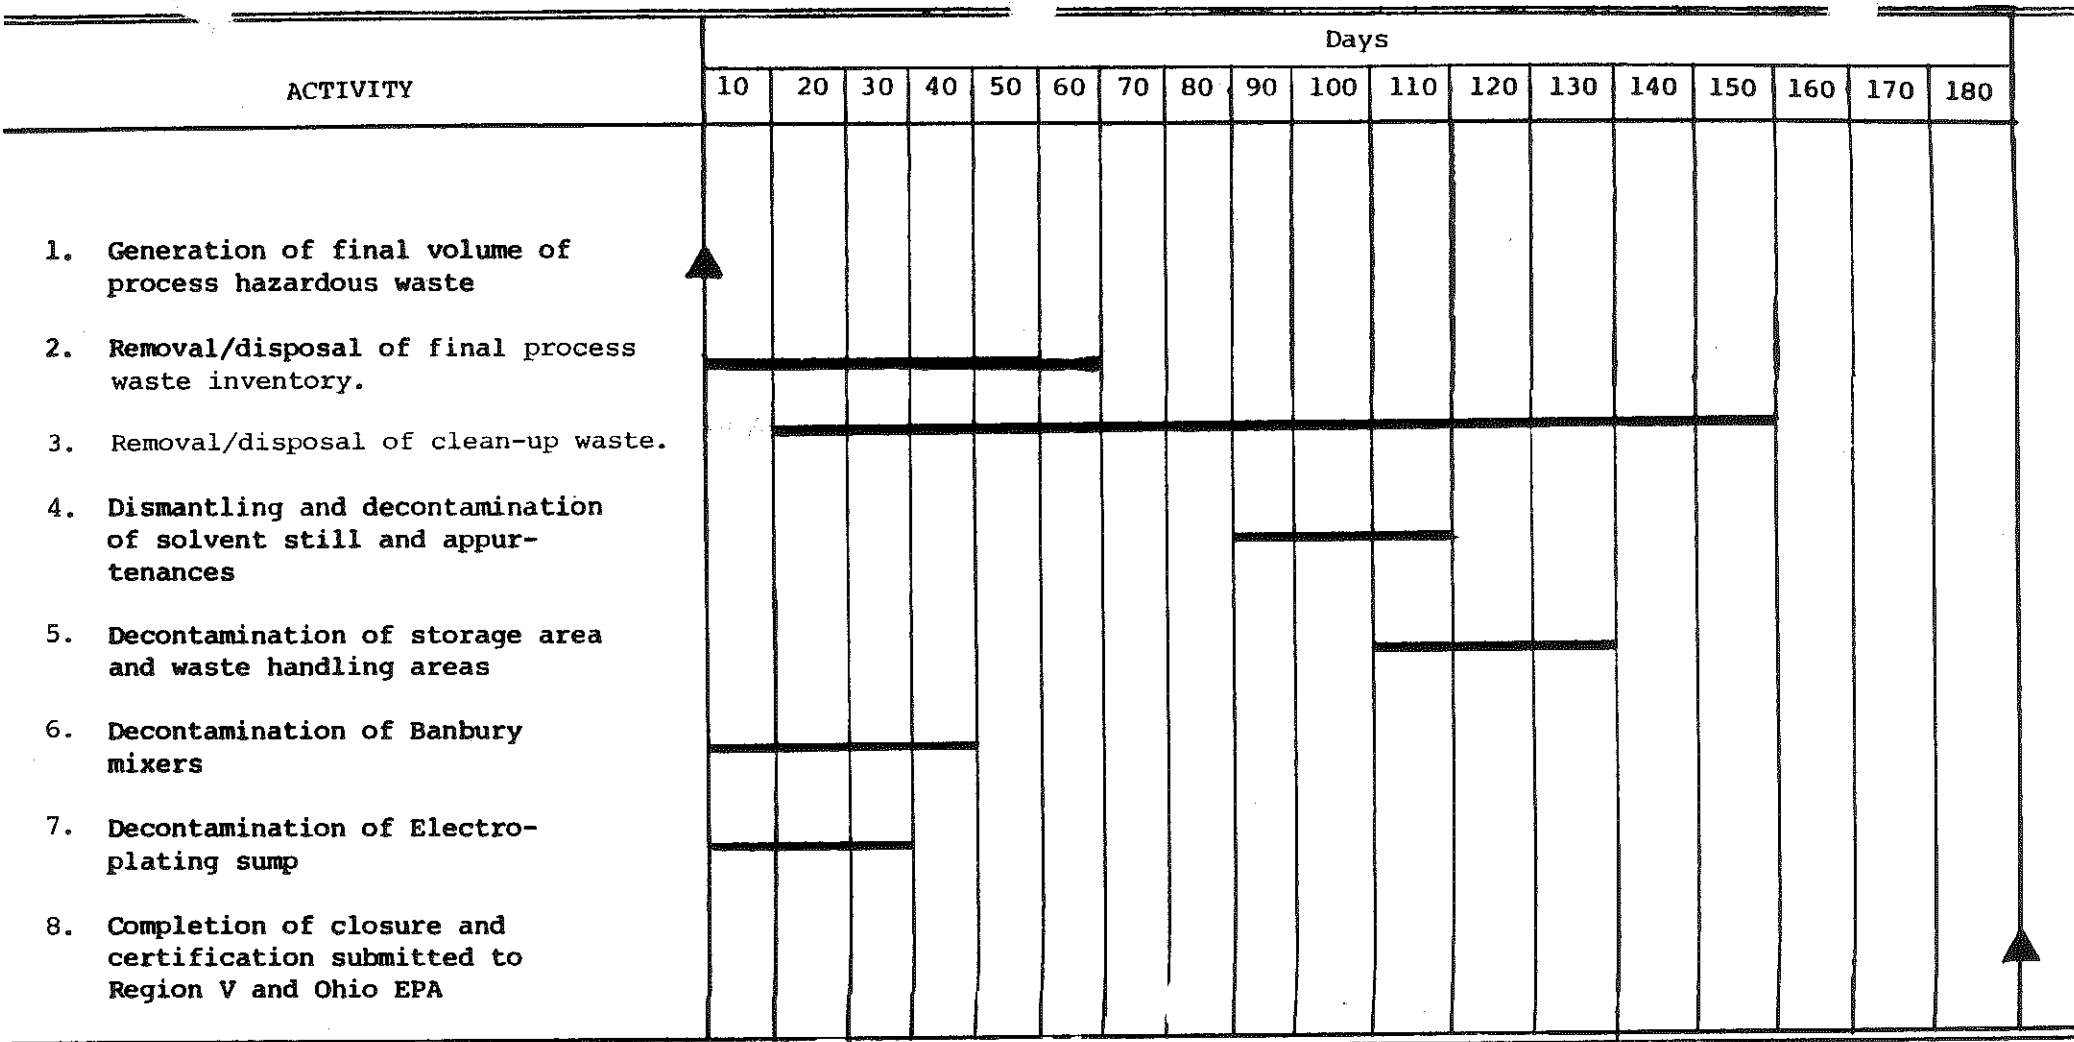 Days
ACTIVITY 10 20 30 40 50 60 70 80 90 100 110 120 130 140 150 160 170 180
1. Generation of final volume of
process hazardous waste
2. Removal/disposal of final process
waste inventory.
3. Removal/disposal of clean-up waste.
4. Dismantling and decontamination
of solvent still and appur-
tenances
5. Decontamination of storage area
and waste handling areas
6. Decontamination of Banbury
mixers
7. Decontamination of Electro-
plating sump
8. Completion of closure and
certification submitted to
Region V and Ohio EPA